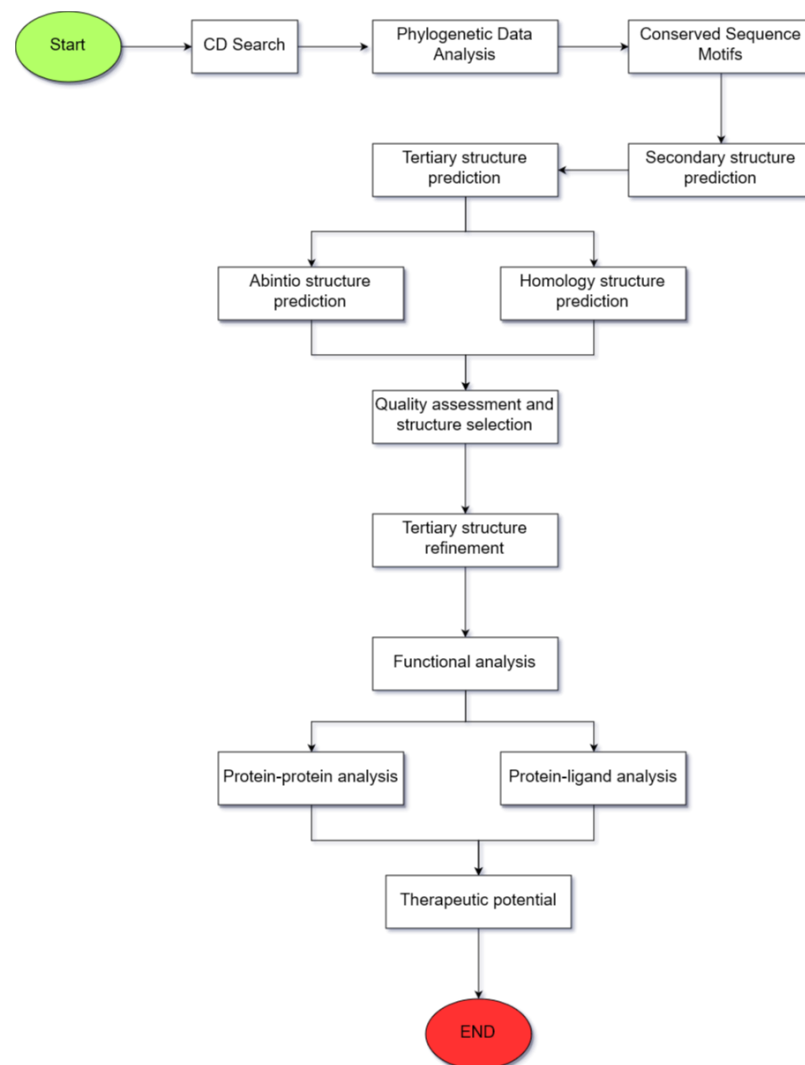 Start
CD Search
Phylogenetic Data
Analysis
Conserved Sequence
Motifs
Tertiary structure
prediction
Secondary structure
prediction
Abintio structure
prediction
Homology structure
prediction
Quality assessment and
structure selection
Tertiary structure
refinement
Functional analysis
Protein-protein analysis
Protein-ligand analysis
Therapeutic potential
END